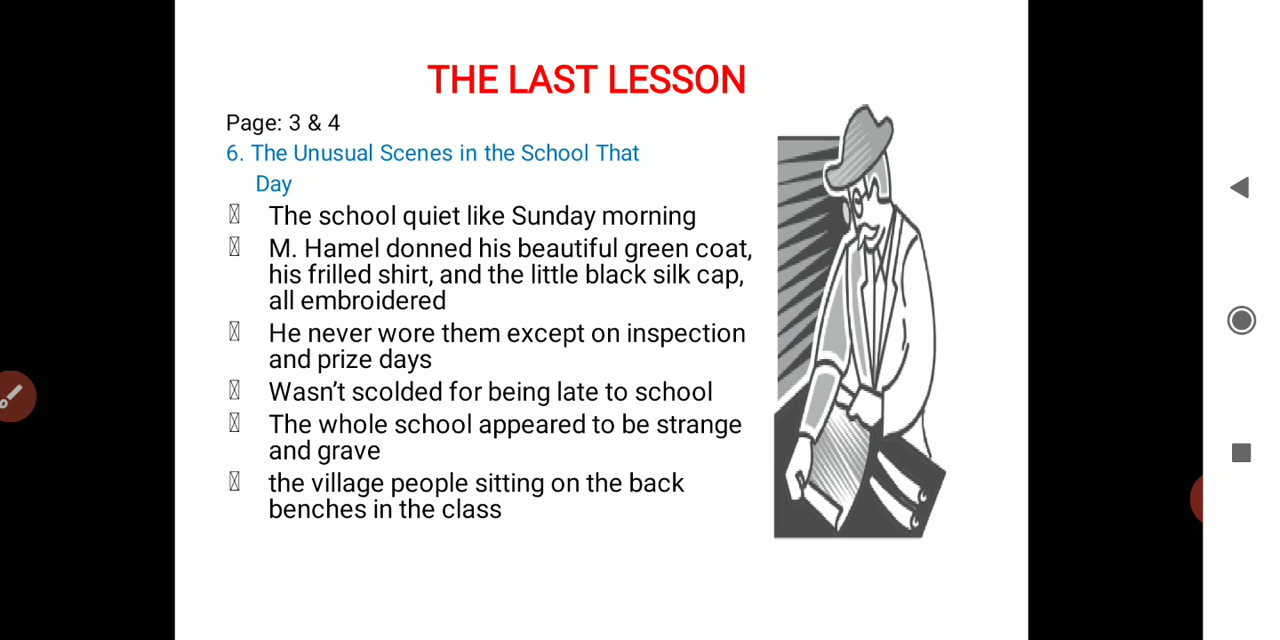 THE LAST LESSON
Page: 3 & 4
6. The Unusual Scenes in the School That
Day
The school quiet like Sunday morning
M. Hamel donned his beautiful green coat,
his frilled shirt, and the little black silk cap,
all embroidered
He never wore them except on inspection
and prize days
Wasn’t scolded for being late to school
The whole school appeared to be strange
and grave
the village people sitting on the back
benches in the class